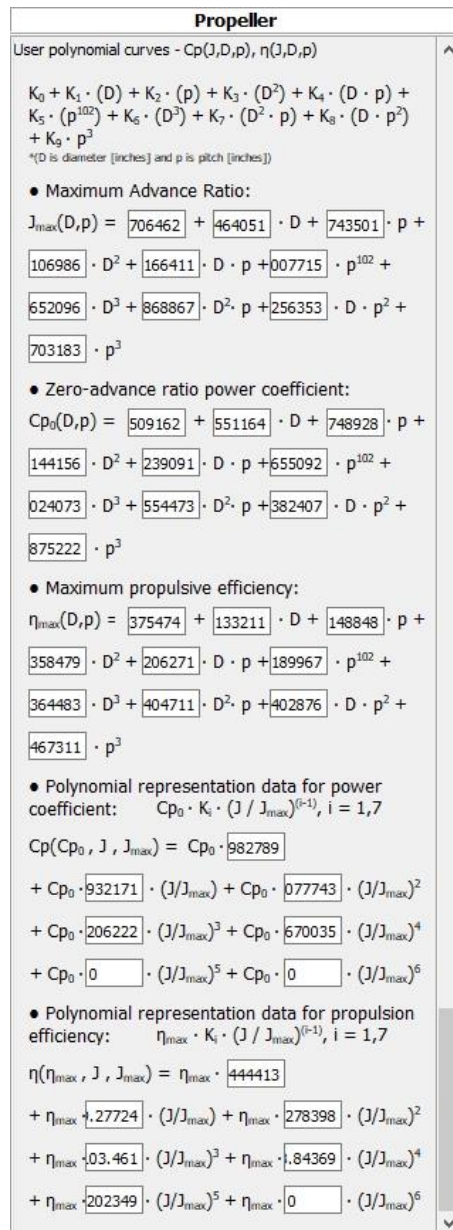 Propeller
User polynomial curves - Cp(J,D,p), η(J,D,p)
K₀ + K₁ · (D) + K₂ · (p) + K₃ · (D²) + K₄ · (D · p) +
K₅ · (p¹⁰²) + K₆ · (D³) + K₇ · (D² · p) + K₈ · (D · p²)
+ K₉ · p³
*(D is diameter [inches] and p is pitch [inches])
● Maximum Advance Ratio:
Jₘₐₓ(D,p) = 706462 + 464051 · D + 743501 · p +
106986 · D² + 166411 · D · p +007715 · p¹⁰² +
652096 · D³ + 868867 · D²· p +256353 · D · p² +
703183 · p³
● Zero-advance ratio power coefficient:
Cp₀(D,p) = 509162 + 551164 · D + 748928 · p +
144156 · D² + 239091 · D · p +655092 · p¹⁰² +
024073 · D³ + 554473 · D²· p +382407 · D · p² +
875222 · p³
● Maximum propulsive efficiency:
ηₘₐₓ(D,p) = 375474 + 133211 · D + 148848 · p +
358479 · D² + 206271 · D · p +189967 · p¹⁰² +
364483 · D³ + 404711 · D²· p +402876 · D · p² +
467311 · p³
● Polynomial representation data for power
coefficient: Cp₀ · Kᵢ · (J / Jₘₐₓ)⁽ⁱ⁻¹⁾, i = 1,7
Cp(Cp₀ , J , Jₘₐₓ) = Cp₀ · 982789
+ Cp₀ · 932171 · (J/Jₘₐₓ) + Cp₀ · 077743 · (J/Jₘₐₓ)²
+ Cp₀ · 206222 · (J/Jₘₐₓ)³ + Cp₀ · 670035 · (J/Jₘₐₓ)⁴
+ Cp₀ · 0 · (J/Jₘₐₓ)⁵ + Cp₀ · 0 · (J/Jₘₐₓ)⁶
● Polynomial representation data for propulsion
efficiency: ηₘₐₓ · Kᵢ · (J / Jₘₐₓ)⁽ⁱ⁻¹⁾, i = 1,7
η(ηₘₐₓ , J , Jₘₐₓ) = ηₘₐₓ · 444413
+ ηₘₐₓ · .27724 · (J/Jₘₐₓ) + ηₘₐₓ · 278398 · (J/Jₘₐₓ)²
+ ηₘₐₓ · 03.461 · (J/Jₘₐₓ)³ + ηₘₐₓ · .84369 · (J/Jₘₐₓ)⁴
+ ηₘₐₓ · 202349 · (J/Jₘₐₓ)⁵ + ηₘₐₓ · 0 · (J/Jₘₐₓ)⁶